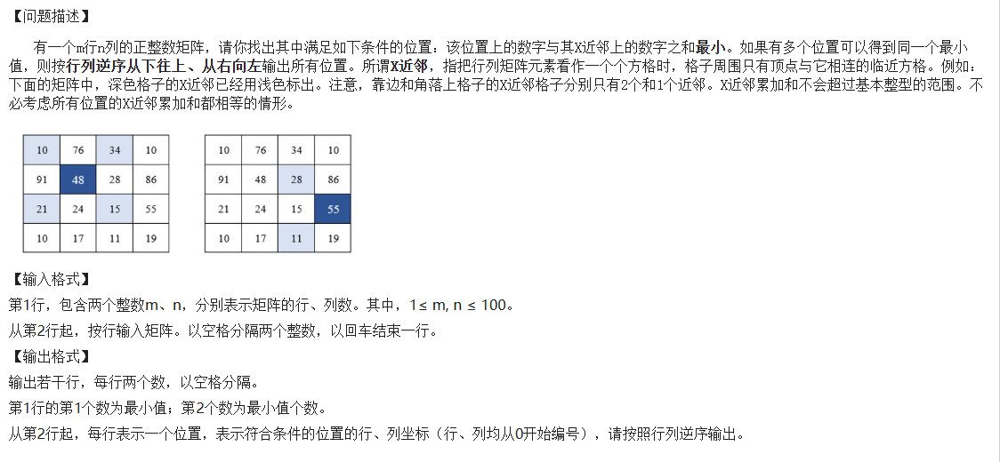 【问题描述】
有一个m行n列的正整数矩阵，请你找出其中满足如下条件的位置：该位置上的数字与其X近邻上的数字之和最小。如果有多个位置可以得到同一个最小
值，则按行列逆序从下往上、从右向左输出所有位置。所谓X近邻，指把行列矩阵元素看作一个个方格时，格子周围只有顶点与它相连的临近方格。例如：
下面的矩阵中，深色格子的X近邻已经用浅色标出。注意，靠边和角落上格子的X近邻格子分别只有2个和1个近邻。X近邻累加和不会超过基本整型的范围。不
必考虑所有位置的X近邻累加和都相等的情形。
10 76 34 10 10 76 34 10
91 48 28 86 91 48 28 86
21 24 15 55 21 24 15 55
10 17 11 19 10 17 11 19
【输入格式】
第1行，包含两个整数m、n，分别表示矩阵的行、列数。其中，1≤ m, n ≤ 100。
从第2行起，按行输入矩阵。以空格分隔两个整数，以回车结束一行。
【输出格式】
输出若干行，每行两个数，以空格分隔。
第1行的第1个数为最小值；第2个数为最小值个数。
从第2行起，每行表示一个位置，表示符合条件的位置的行、列坐标（行、列均从0开始编号），请按照行列逆序输出。